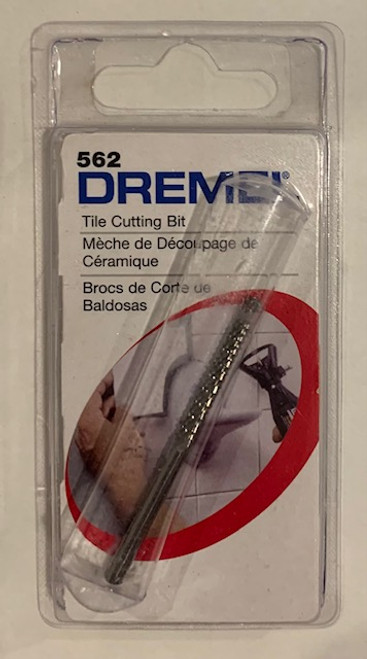 562
DREMEL®
Tile Cutting Bit
Mèche de Découpage de
Céramique
Brocs de Corte de
Baldosas